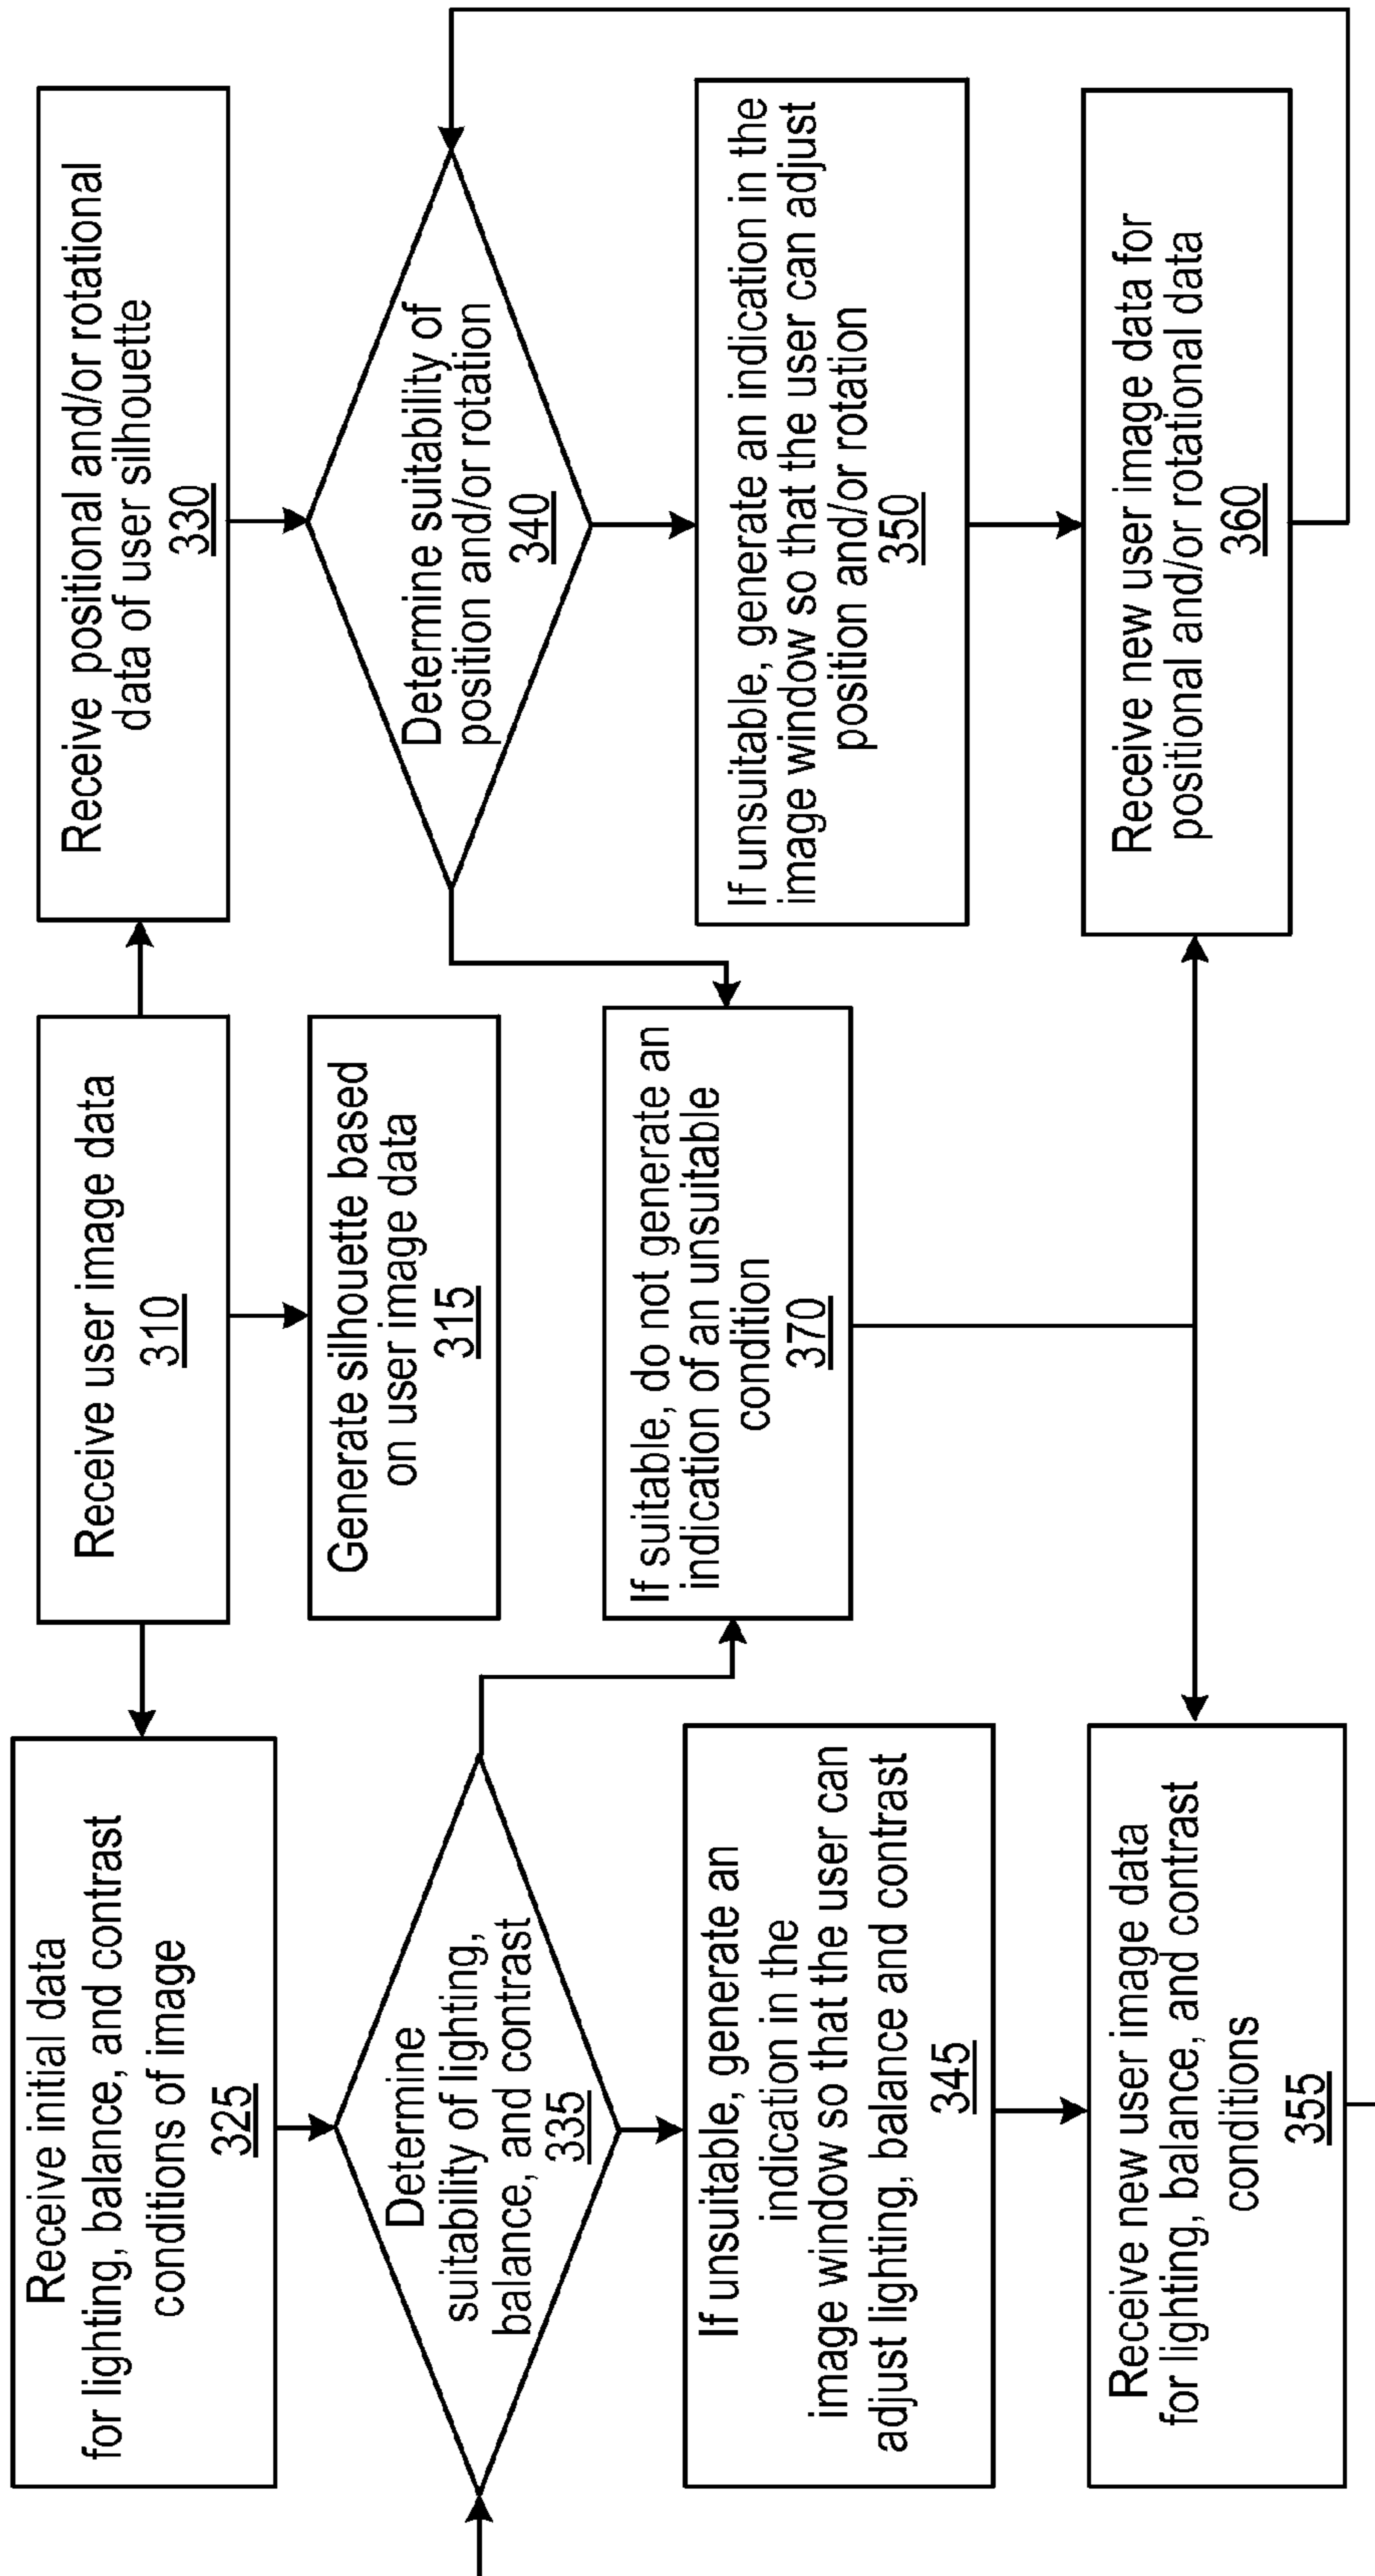 Receive initial data
for lighting, balance, and contrast
conditions of image
325
Receive user image data
310
Receive positional and/or rotational
data of user silhouette
330
Generate silhouette based
on user image data
315
Determine
suitability of lighting,
balance, and contrast
335
Determine suitability of
position and/or rotation
340
If suitable, do not generate an
indication of an unsuitable
condition
370
If unsuitable, generate an
indication in the
image window so that the user can
adjust lighting, balance and contrast
345
If unsuitable, generate an indication in the
image window so that the user can adjust
position and/or rotation
350
Receive new user image data
for lighting, balance, and contrast
conditions
355
Receive new user image data for
positional and/or rotational data
360